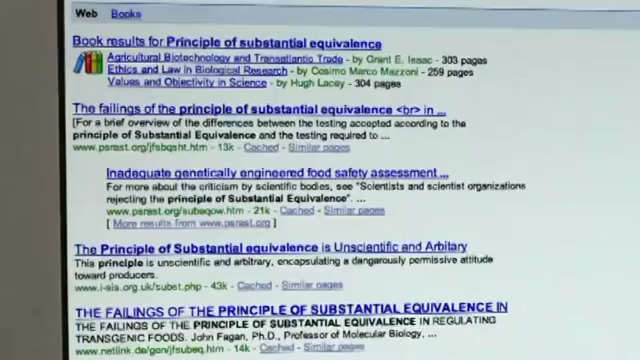 Web Books
Book results for Principle of substantial equivalence
Agricultural Biotechnology and Transatlantic Trade - by Grant E. Isaac - 303 pages
Ethics and Law in Biological Research - by Cosimo Marco Mazzoni - 259 pages
Values and Objectivity in Science - by Hugh Lacey - 304 pages
The failings of the principle of substantial equivalence <br> in ...
[For a brief overview of the differences between the testing accepted according to the
principle of Substantial Equivalence and the testing required to ...
www.psrast.org/jfsbqsht.htm - 13k - Cached - Similar pages
Inadequate genetically engineered food safety assessment ...
For more about the criticism by scientific bodies, see "Scientists and scientist organizations
rejecting the principle of Substantial Equivalence". ...
www.psrast.org/subeqow.htm - 21k - Cached - Similar pages
[ More results from www.psrast.org ]
The Principle of Substantial equivalence is Unscientific and Arbitrary
This principle is unscientific and arbitrary, encapsulating a dangerously permissive attitude
toward producers.
www.i-sis.org.uk/subst.php - 43k - Cached - Similar pages
THE FAILINGS OF THE PRINCIPLE OF SUBSTANTIAL EQUIVALENCE IN
THE FAILINGS OF THE PRINCIPLE OF SUBSTANTIAL EQUIVALENCE IN REGULATING
TRANSGENIC FOODS. John Fagan, Ph.D., Professor of Molecular Biology, ...
www.netlink.de/gen/jfsubeq.htm - 14k - Cached - Similar pages